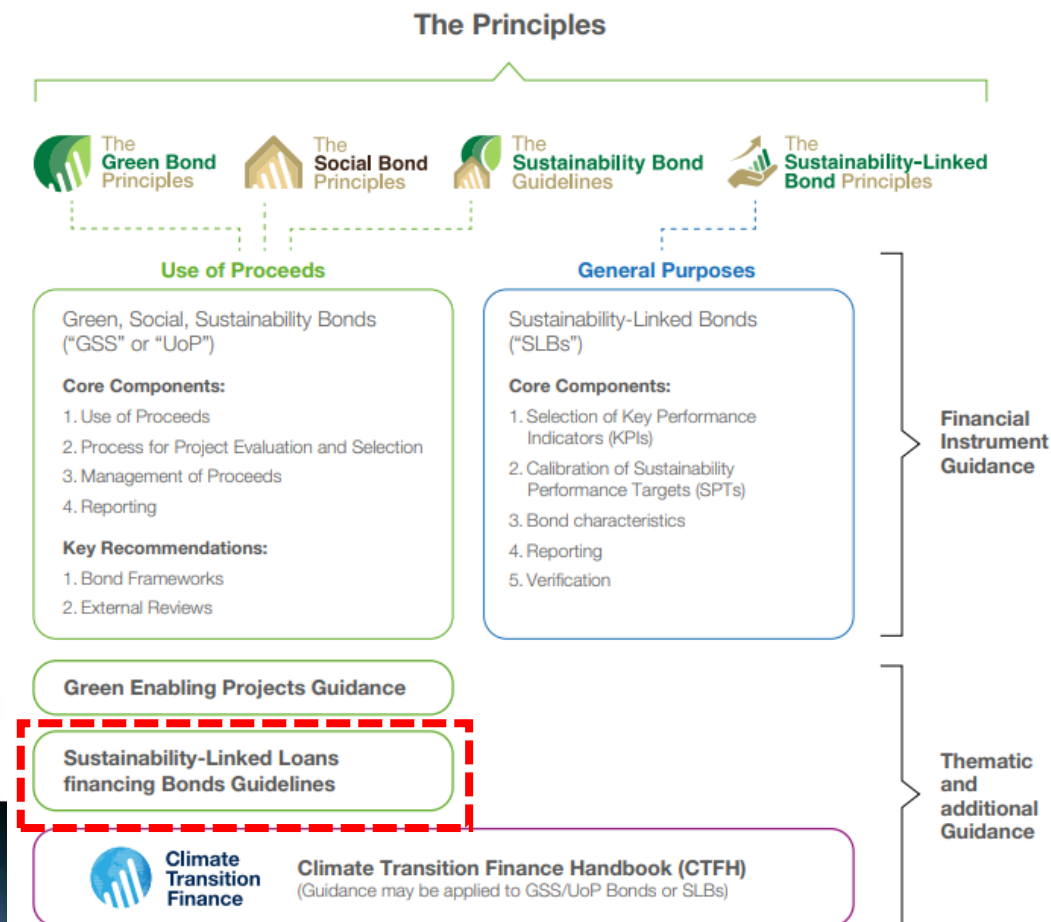 The Principles
The
Green Bond
Principles
The
Social Bond
Principles
The
Sustainability Bond
Guidelines
The
Sustainability-Linked
Bond Principles
Use of Proceeds
Green, Social, Sustainability Bonds
(“GSS” or “UoP”)
Core Components:
1. Use of Proceeds
2. Process for Project Evaluation and Selection
3. Management of Proceeds
4. Reporting
Key Recommendations:
1. Bond Frameworks
2. External Reviews
General Purposes
Sustainability-Linked Bonds
(“SLBs”)
Core Components:
1. Selection of Key Performance
Indicators (KPIs)
2. Calibration of Sustainability
Performance Targets (SPTs)
3. Bond characteristics
4. Reporting
5. Verification
Financial
Instrument
Guidance
Green Enabling Projects Guidance
Sustainability-Linked Loans
financing Bonds Guidelines
Thematic
and
additional
Guidance
Climate
Transition
Finance
Climate Transition Finance Handbook (CTFH)
(Guidance may be applied to GSS/UoP Bonds or SLBs)